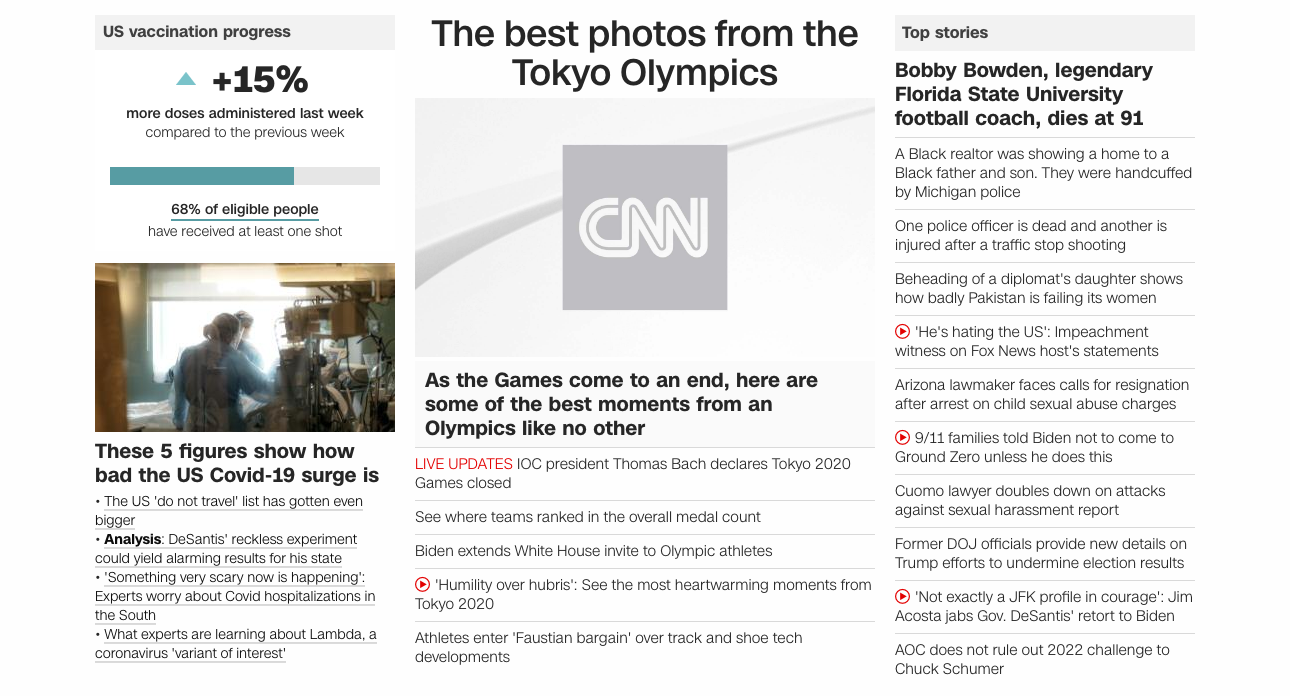 US vaccination progress
+15%
more doses administered last week
compared to the previous week
68% of eligible people
have received at least one shot
These 5 figures show how
bad the US Covid-19 surge is
• The US 'do not travel' list has gotten even
bigger
• Analysis: DeSantis' reckless experiment
could yield alarming results for his state
• 'Something very scary now is happening':
Experts worry about Covid hospitalizations in
the South
• What experts are learning about Lambda, a
coronavirus 'variant of interest'
The best photos from the
Tokyo Olympics
CNN
As the Games come to an end, here are
some of the best moments from an
Olympics like no other
LIVE UPDATES IOC president Thomas Bach declares Tokyo 2020
Games closed
See where teams ranked in the overall medal count
Biden extends White House invite to Olympic athletes
'Humility over hubris': See the most heartwarming moments from
Tokyo 2020
Athletes enter 'Faustian bargain' over track and shoe tech
developments
Top stories
Bobby Bowden, legendary
Florida State University
football coach, dies at 91
A Black realtor was showing a home to a
Black father and son. They were handcuffed
by Michigan police
One police officer is dead and another is
injured after a traffic stop shooting
Beheading of a diplomat's daughter shows
how badly Pakistan is failing its women
'He's hating the US': Impeachment
witness on Fox News host's statements
Arizona lawmaker faces calls for resignation
after arrest on child sexual abuse charges
9/11 families told Biden not to come to
Ground Zero unless he does this
Cuomo lawyer doubles down on attacks
against sexual harassment report
Former DOJ officials provide new details on
Trump efforts to undermine election results
'Not exactly a JFK profile in courage': Jim
Acosta jabs Gov. DeSantis' retort to Biden
AOC does not rule out 2022 challenge to
Chuck Schumer